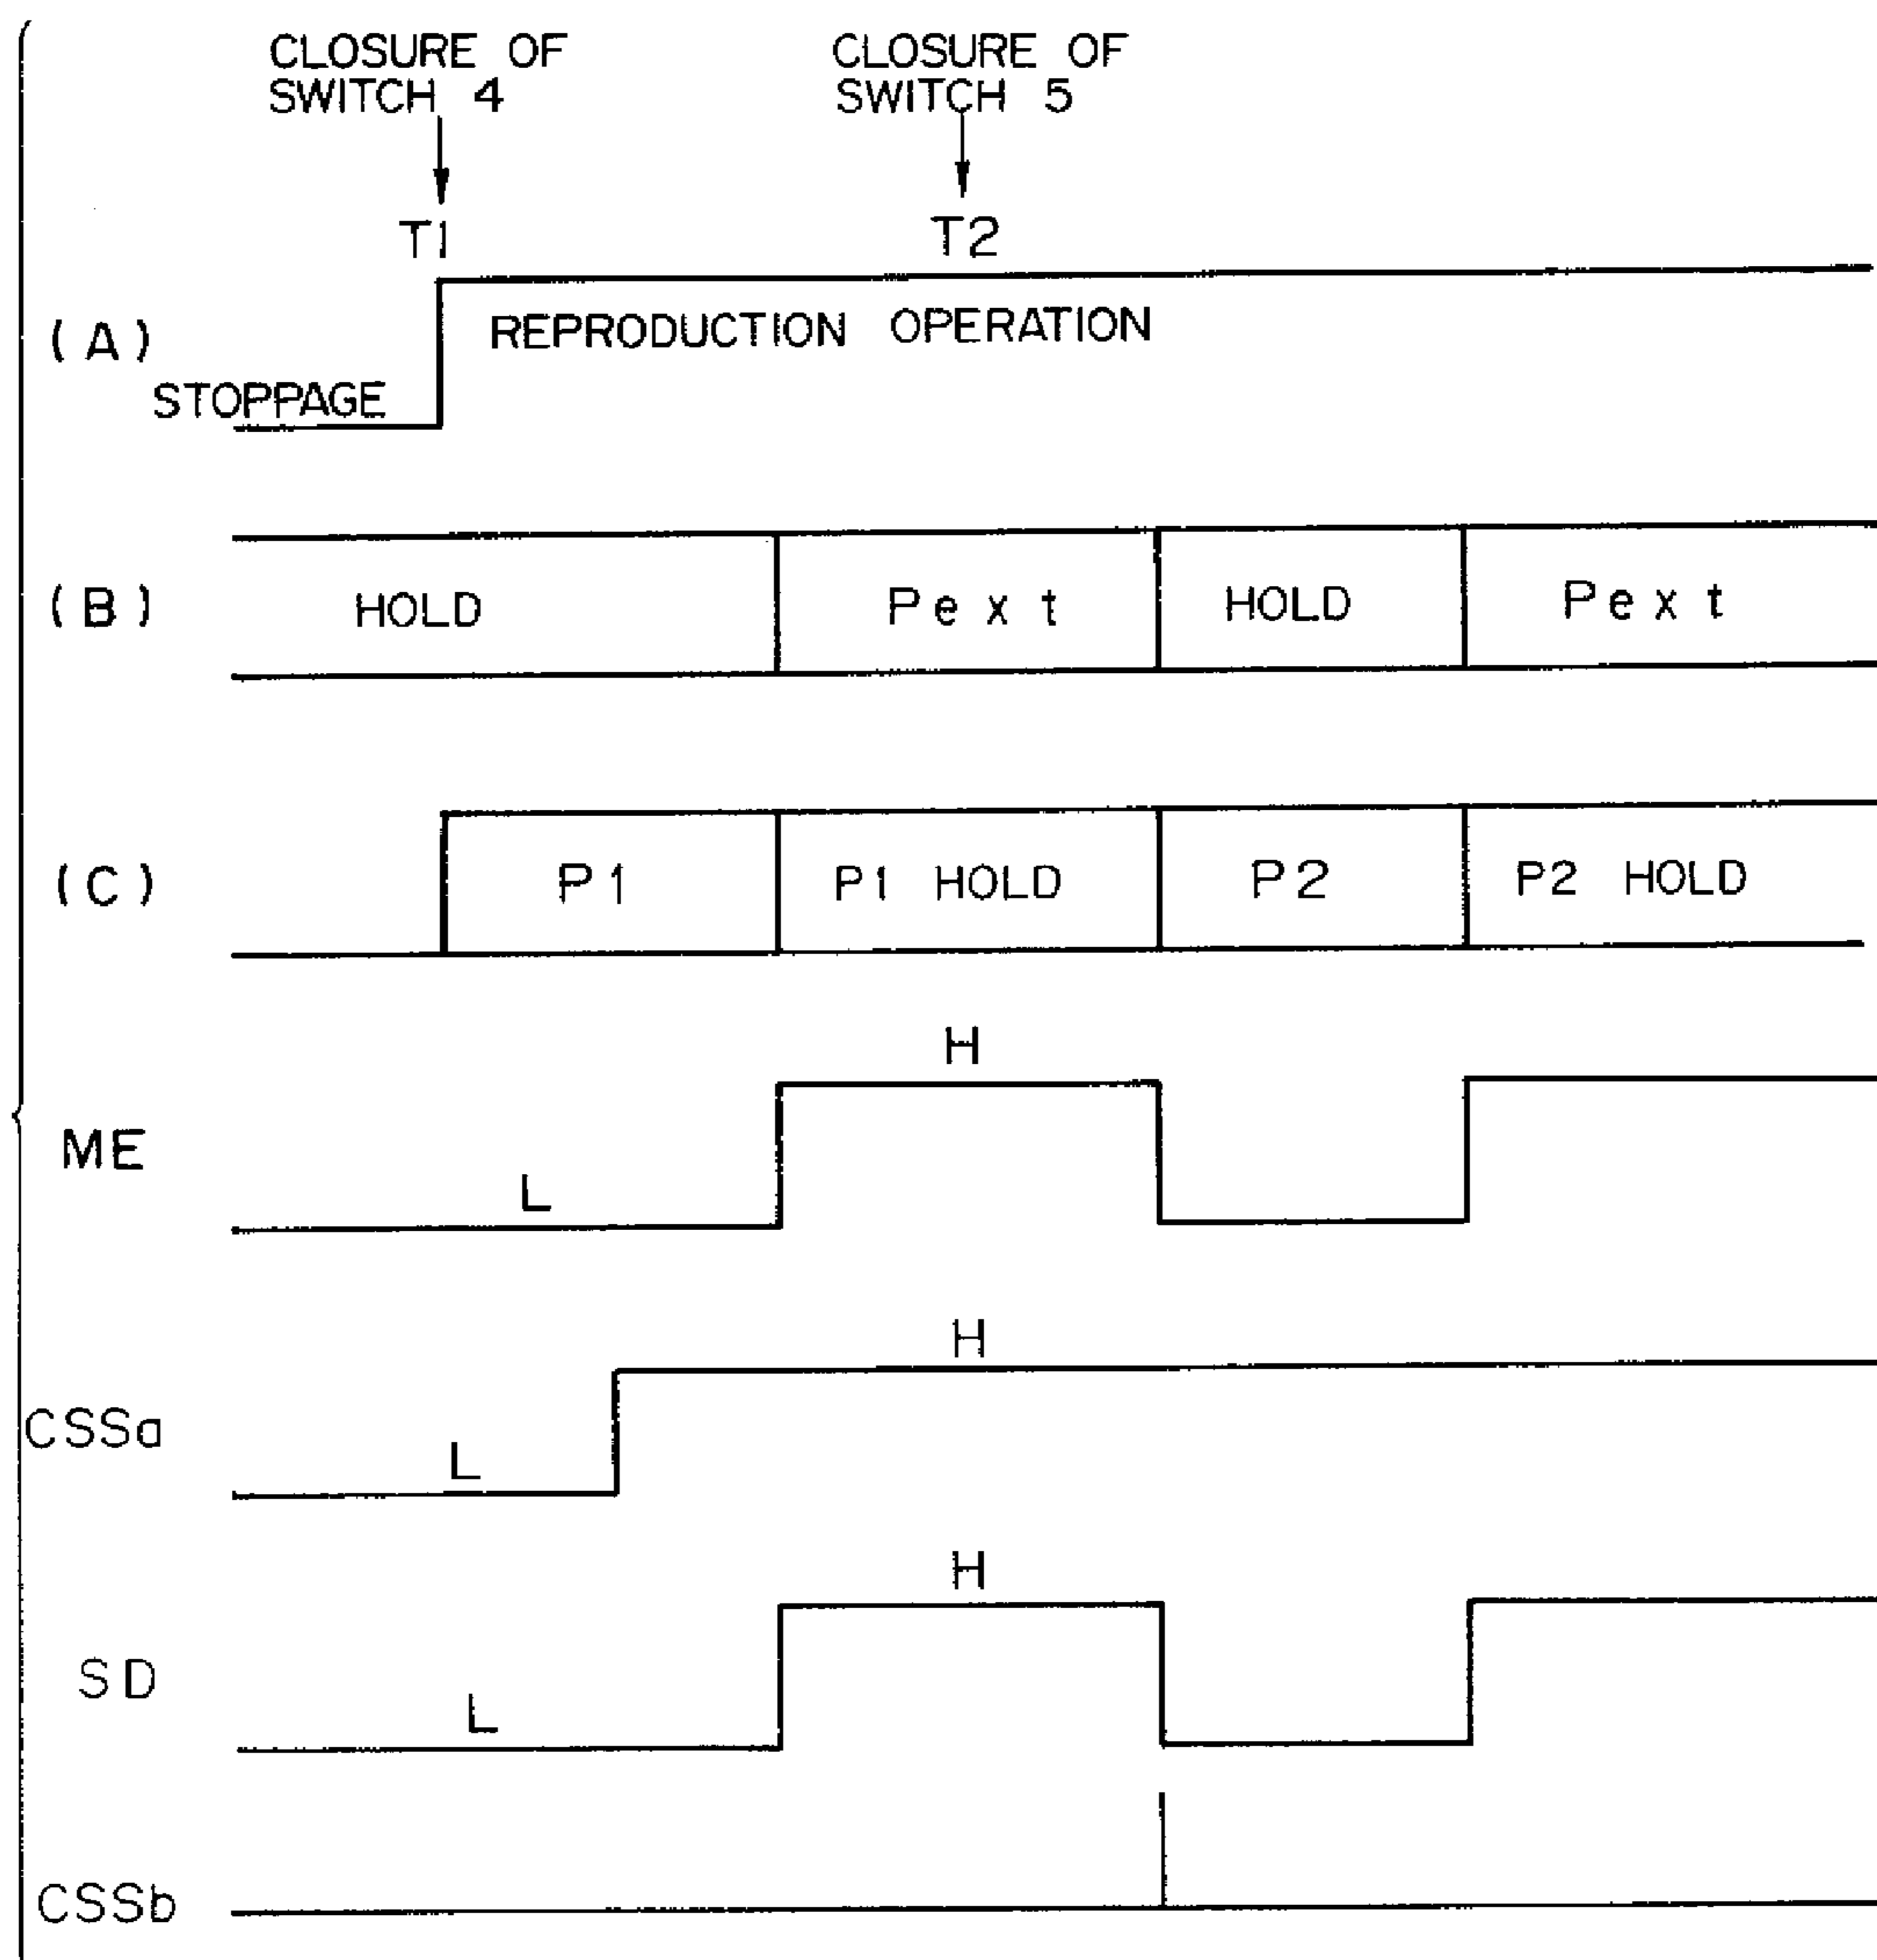 CLOSURE OF
SWITCH 4
CLOSURE OF
SWITCH 5
T1
T2
(A)
STOPPAGE
REPRODUCTION OPERATION
(B)
HOLD
Pext
HOLD
Pext
(C)
P1
P1 HOLD
P2
P2 HOLD
ME
L
H
CSSa
L
H
SD
L
H
CSSb